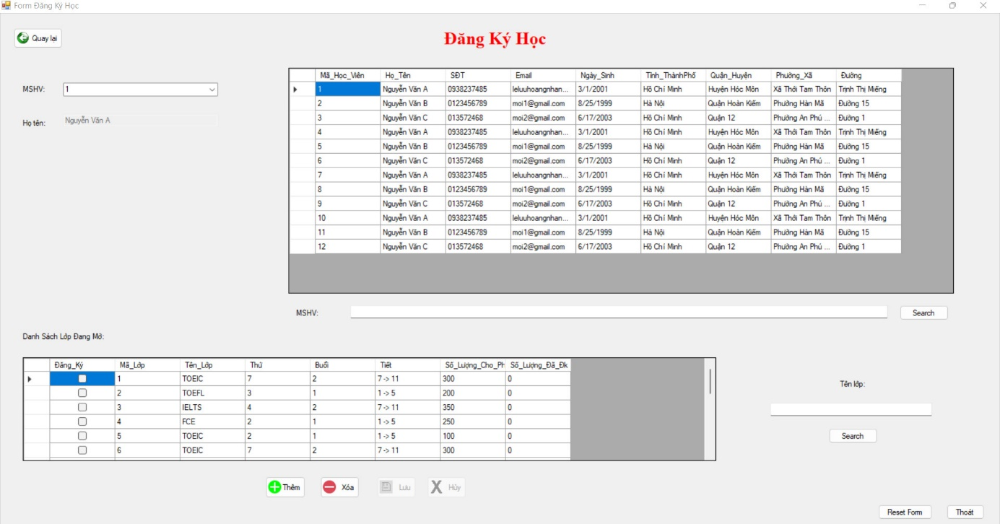 Form Đăng Ký Học
Quay lại
Đăng Ký Học
MSHV: 1
Họ tên: Nguyễn Văn A
Mã_Học_Viên Họ_Tên SĐT Email Ngày_Sinh Tỉnh_ThànhPhố Quận_Huyện Phường_Xã Đường
1 Nguyễn Văn A 0938237485 leluuhoangnhan... 3/1/2001 Hồ Chí Minh Huyện Hóc Môn Xã Thới Tam Thôn Trịnh Thị Miếng
2 Nguyễn Văn B 0123456789 moi1@gmail.com 8/25/1999 Hà Nội Quận Hoàn Kiếm Phường Hàn Mã Đường 15
3 Nguyễn Văn C 013572468 moi2@gmail.com 6/17/2003 Hồ Chí Minh Quận 12 Phường An Phú ... Đường 1
4 Nguyễn Văn A 0938237485 leluuhoangnhan... 3/1/2001 Hồ Chí Minh Huyện Hóc Môn Xã Thới Tam Thôn Trịnh Thị Miếng
5 Nguyễn Văn B 0123456789 moi1@gmail.com 8/25/1999 Hà Nội Quận Hoàn Kiếm Phường Hàn Mã Đường 15
6 Nguyễn Văn C 013572468 moi2@gmail.com 6/17/2003 Hồ Chí Minh Quận 12 Phường An Phú ... Đường 1
7 Nguyễn Văn A 0938237485 leluuhoangnhan... 3/1/2001 Hồ Chí Minh Huyện Hóc Môn Xã Thới Tam Thôn Trịnh Thị Miếng
8 Nguyễn Văn B 0123456789 moi1@gmail.com 8/25/1999 Hà Nội Quận Hoàn Kiếm Phường Hàn Mã Đường 15
9 Nguyễn Văn C 013572468 moi2@gmail.com 6/17/2003 Hồ Chí Minh Quận 12 Phường An Phú ... Đường 1
10 Nguyễn Văn A 0938237485 leluuhoangnhan... 3/1/2001 Hồ Chí Minh Huyện Hóc Môn Xã Thới Tam Thôn Trịnh Thị Miếng
11 Nguyễn Văn B 0123456789 moi1@gmail.com 8/25/1999 Hà Nội Quận Hoàn Kiếm Phường Hàn Mã Đường 15
12 Nguyễn Văn C 013572468 moi2@gmail.com 6/17/2003 Hồ Chí Minh Quận 12 Phường An Phú ... Đường 1
MSHV: Search
Danh Sách Lớp Đang Mở:
Đăng_Ký Mã_Lớp Tên_Lớp Thứ Buổi Tiết Số_Lượng_Cho_Ph Số_Lượng_Đã_Đk
1 TOEIC 7 2 7 -> 11 300 0
2 TOEFL 3 1 1 -> 5 200 0
3 IELTS 4 2 7 -> 11 350 0
4 FCE 2 1 1 -> 5 250 0
5 TOEIC 2 1 1 -> 5 100 0
6 TOEIC 7 2 7 -> 11 300 0
Tên lớp:
Search
Thêm Xóa Lưu Hủy
Reset Form Thoát